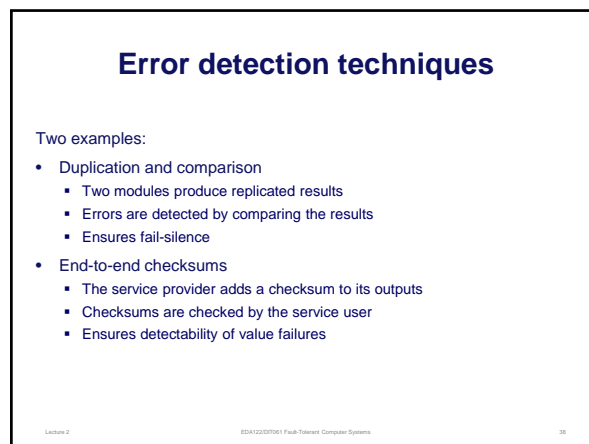 Error detection techniques
Two examples:
• Duplication and comparison
▪ Two modules produce replicated results
▪ Errors are detected by comparing the results
▪ Ensures fail-silence
• End-to-end checksums
▪ The service provider adds a checksum to its outputs
▪ Checksums are checked by the service user
▪ Ensures detectability of value failures
Lecture 2 EDA122/DIT061 Fault-Tolerant Computer Systems 38